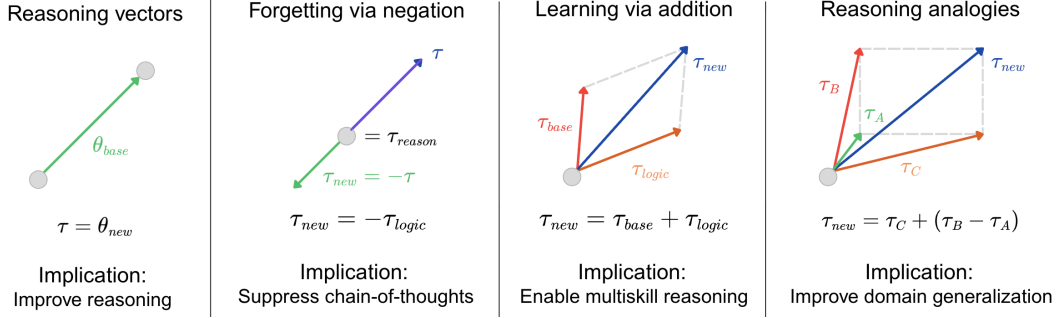 Reasoning vectors
θ_base
τ = θ_new
Implication:
Improve reasoning
Forgetting via negation
τ
= τ_reason
τ_new = −τ
τ_new = −τ_logic
Implication:
Suppress chain-of-thoughts
Learning via addition
τ_new
τ_base
τ_logic
τ_new = τ_base + τ_logic
Implication:
Enable multiskill reasoning
Reasoning analogies
τ_B
τ_new
τ_A
τ_C
τ_new = τ_C + (τ_B − τ_A)
Implication:
Improve domain generalization